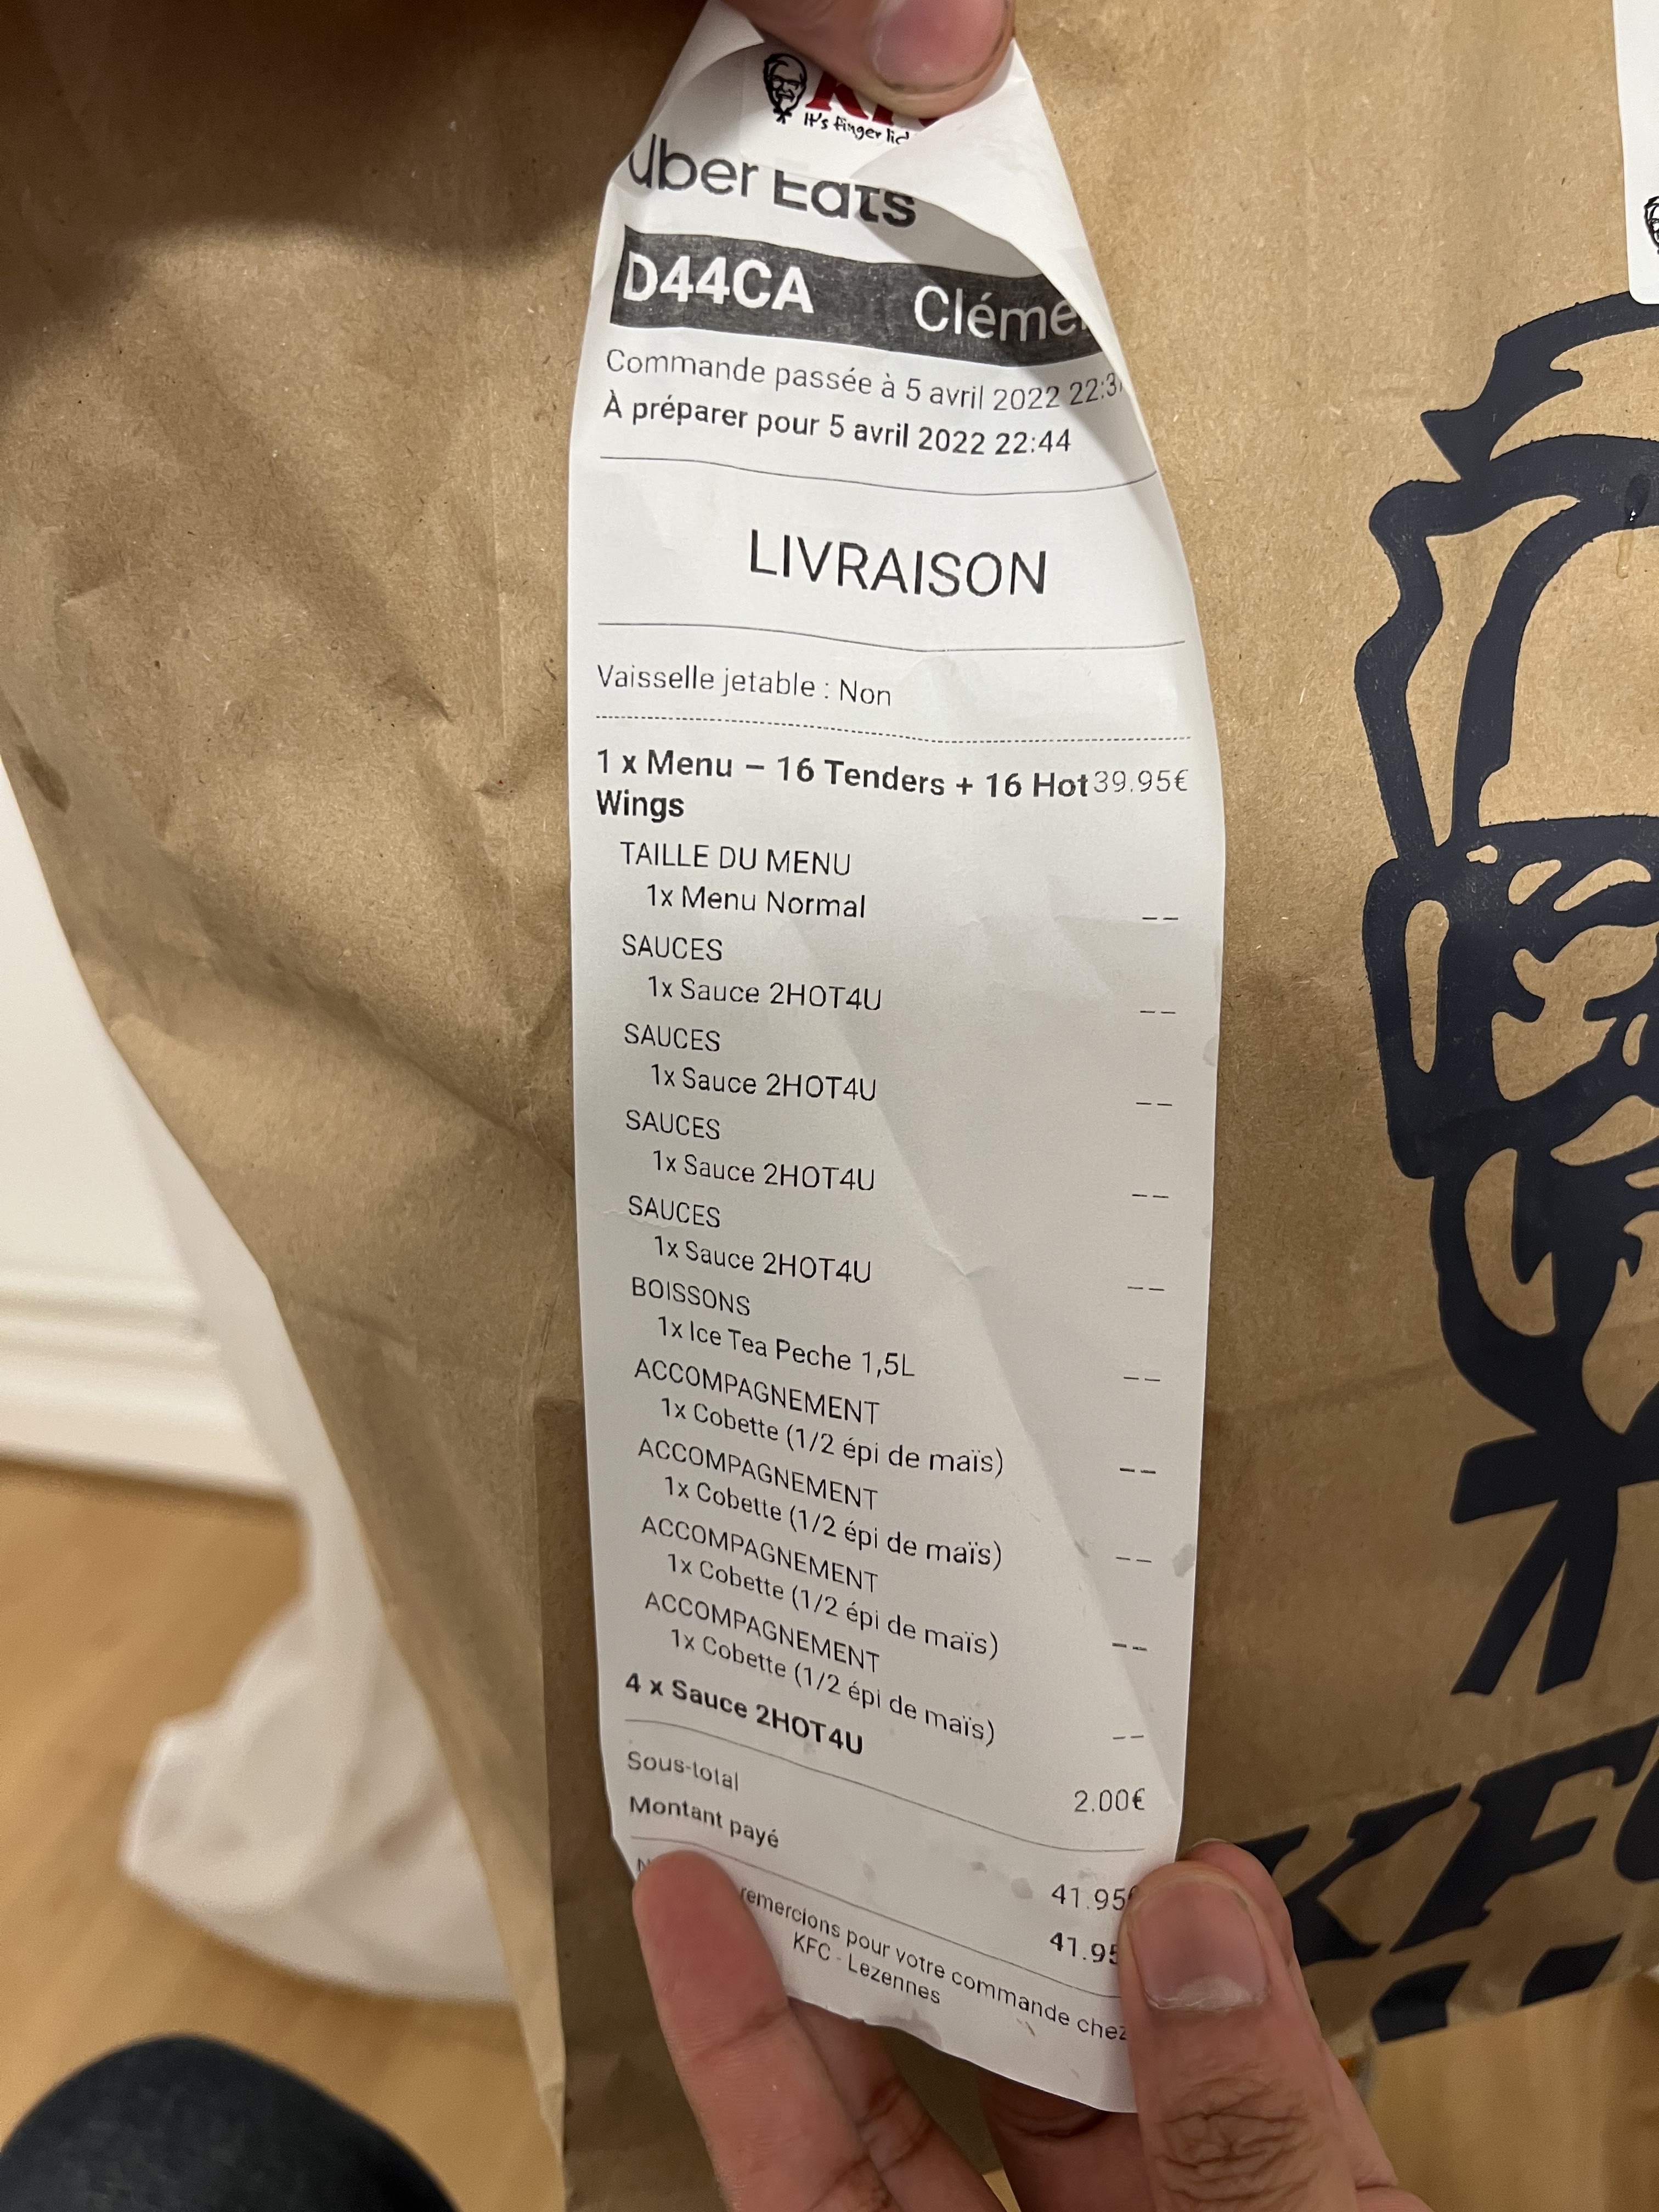 It's finger
Uber Eats
D44CA
Commande passée à 5 avril 2022
À préparer pour 5 avril 2022 22:44
LIVRAISON
Vaisselle jetable : Non
1 x Menu – 16 Tenders + 16 Hot 39.95€
Wings
TAILLE DU MENU
1x Menu Normal --
SAUCES
1x Sauce 2HOT4U --
SAUCES
1x Sauce 2HOT4U --
SAUCES
1x Sauce 2HOT4U --
SAUCES
1x Sauce 2HOT4U --
BOISSONS
1x Ice Tea Peche 1,5L --
ACCOMPAGNEMENT
1x Cobette (1/2 épi de maïs) --
ACCOMPAGNEMENT
1x Cobette (1/2 épi de maïs) --
ACCOMPAGNEMENT
1x Cobette (1/2 épi de maïs) --
ACCOMPAGNEMENT
1x Cobette (1/2 épi de maïs) --
4 x Sauce 2HOT4U 2.00€
Sous-total 41.95€
Montant payé 41.95
remercions pour votre commande chez
KFC - Lezennes
KFC